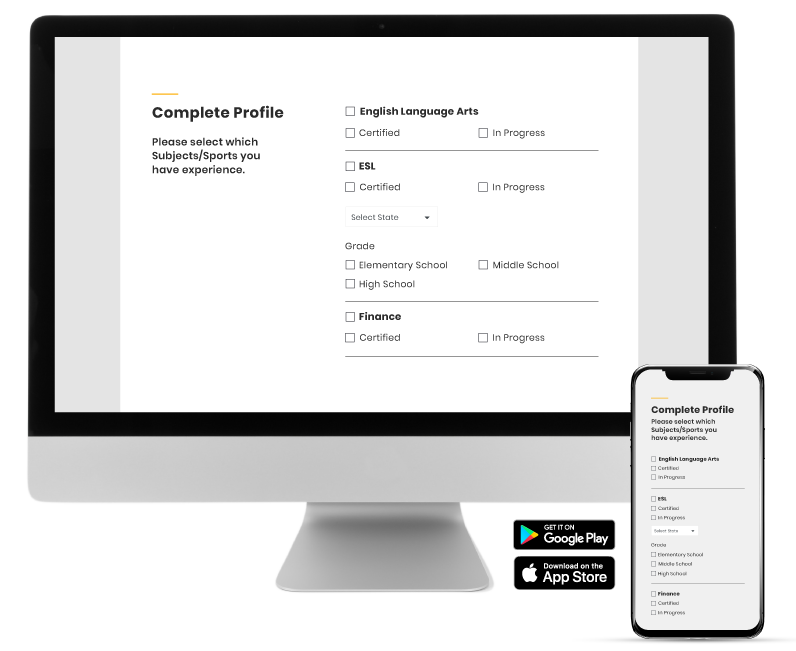 Complete Profile
Please select which
Subjects/Sports you
have experience.
English Language Arts
Certified In Progress
ESL
Certified In Progress
Select State
Grade
Elementary School Middle School
High School
Finance
Certified In Progress
GET IT ON
Google Play
Download on the
App Store
Complete Profile
Please select which
Subjects/Sports you
have experience.
English Language Arts
Certified
In Progress
ESL
Certified
In Progress
Select State
Grade
Elementary School
Middle School
High School
Finance
Certified
In Progress